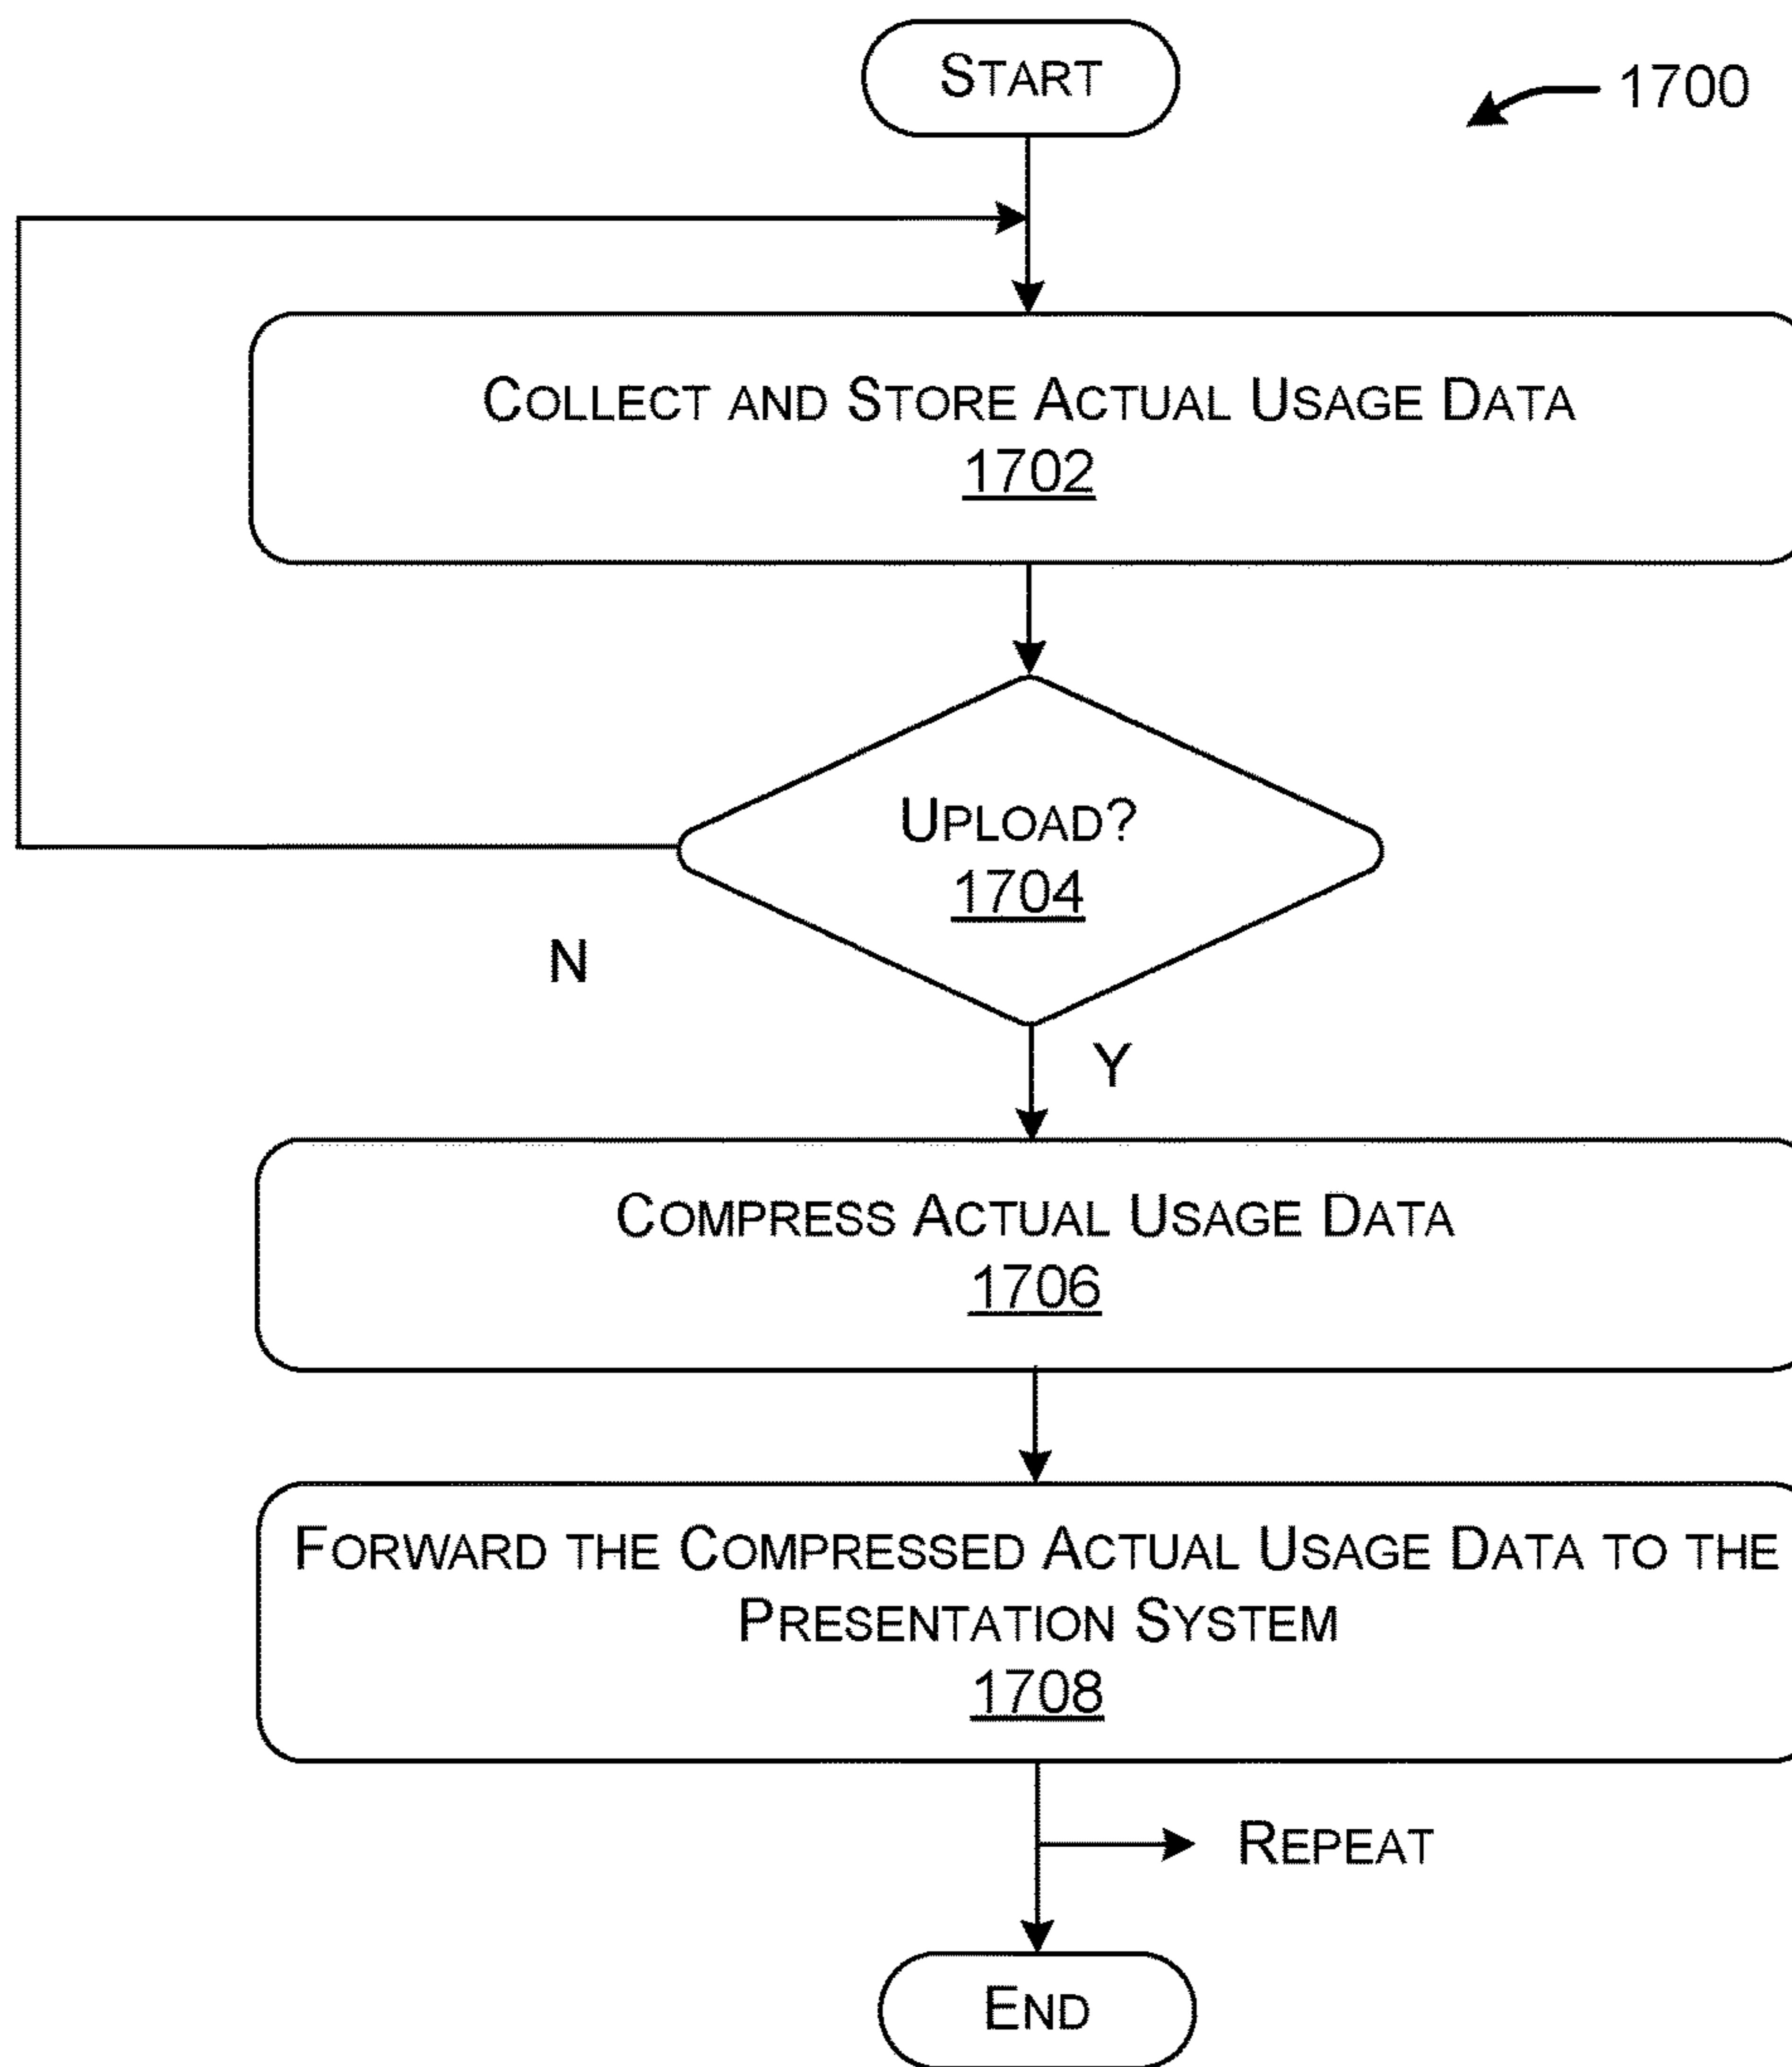 START
1700
COLLECT AND STORE ACTUAL USAGE DATA
1702
UPLOAD?
1704
N
Y
COMPRESS ACTUAL USAGE DATA
1706
FORWARD THE COMPRESSED ACTUAL USAGE DATA TO THE
PRESENTATION SYSTEM
1708
REPEAT
END